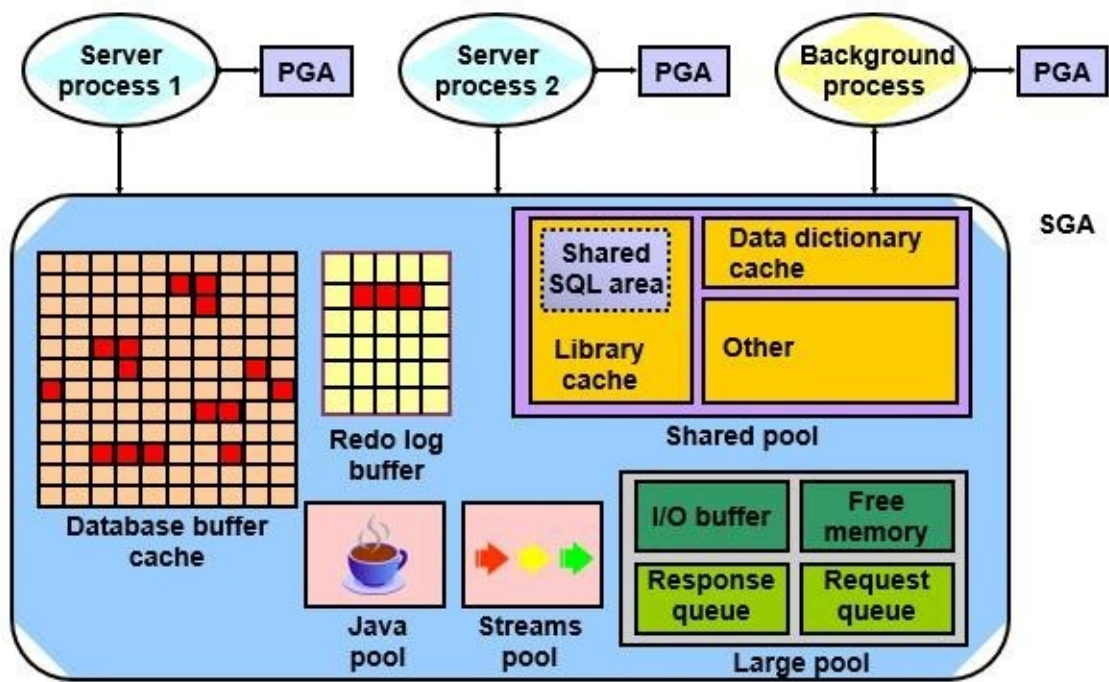 Server
process 1
PGA
Server
process 2
PGA
Background
process
PGA
SGA
Database buffer
cache
Redo log
buffer
Shared
SQL area
Library
cache
Data dictionary
cache
Other
Shared pool
Java
pool
Streams
pool
I/O buffer
Free
memory
Response
queue
Request
queue
Large pool